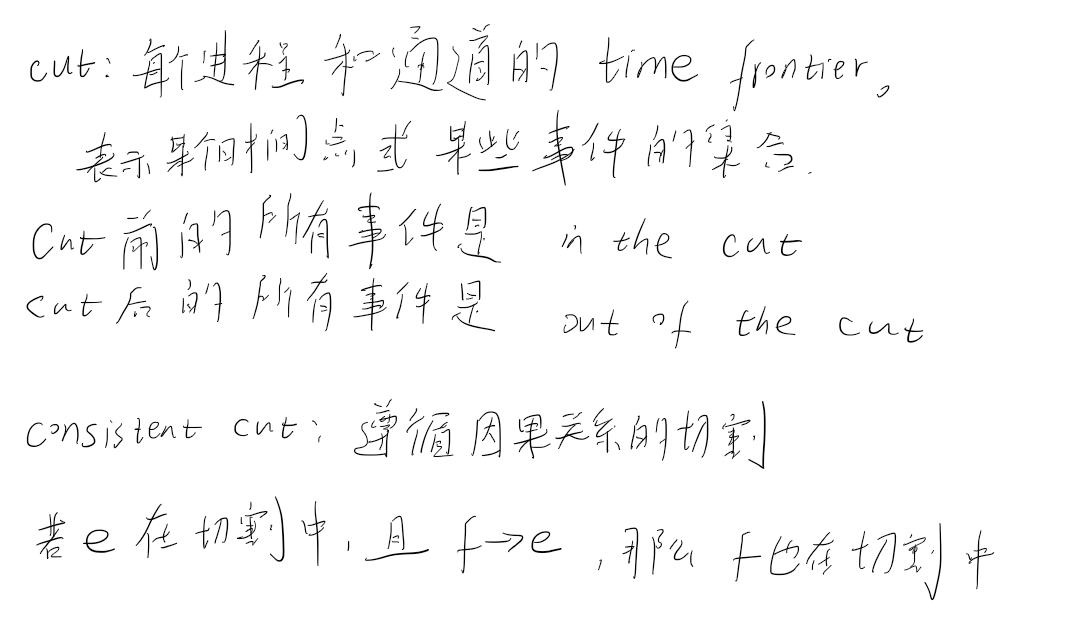 cut: 每个进程和通道的 time frontier。
表示某个时间点或某些事件的集合.
Cut 前的所有事件是 in the cut
cut 后的所有事件是 out of the cut
consistent cut: 遵循因果关系的切割
若e在切割中, 且 f→e, 那么 f也在切割中